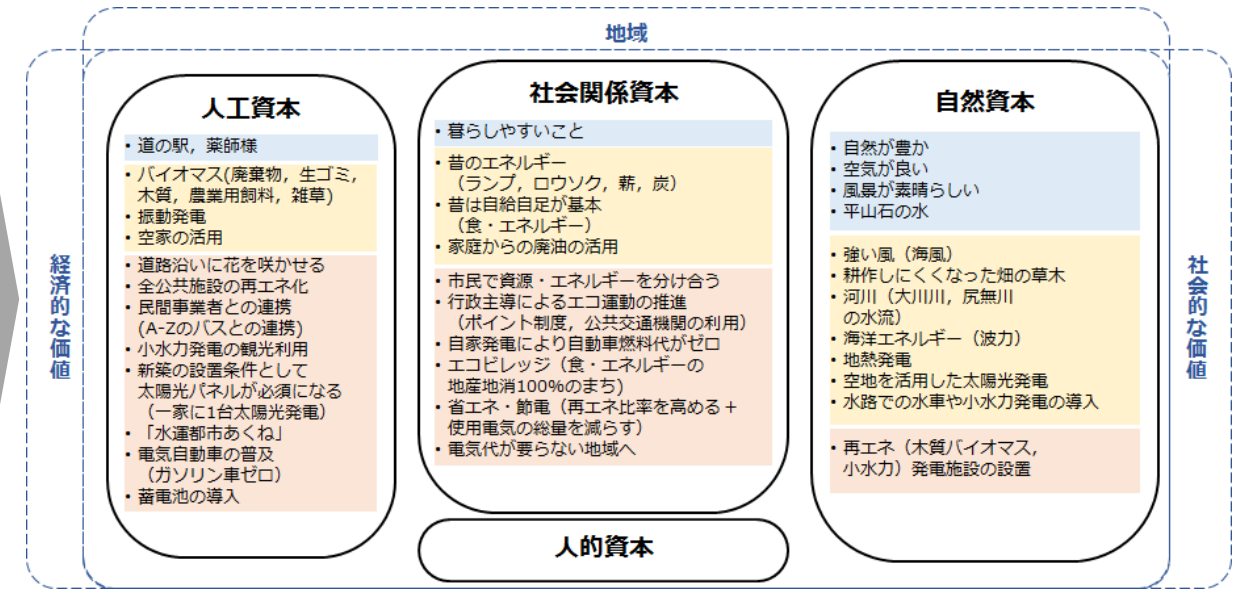 地域
経済的な価値
人工資本
・道の駅，薬師様
・バイオマス(廃棄物，生ゴミ，
木質，農業用飼料，雑草)
・振動発電
・空家の活用
・道路沿いに花を咲かせる
・全公共施設の再エネ化
・民間事業者との連携
(A-Zのバスとの連携)
・小水力発電の観光利用
・新築の設置条件として
太陽光パネルが必須になる
（一家に1台太陽光発電）
・「水運都市あくね」
・電気自動車の普及
（ガソリン車ゼロ）
・蓄電池の導入
社会関係資本
・暮らしやすいこと
・昔のエネルギー
（ランプ，ロウソク，薪，炭）
・昔は自給自足が基本
（食・エネルギー）
・家庭からの廃油の活用
・市民で資源・エネルギーを分け合う
・行政主導によるエコ運動の推進
（ポイント制度，公共交通機関の利用）
・自家発電により自動車燃料代がゼロ
・エコビレッジ（食・エネルギーの
地産地消100%のまち)
・省エネ・節電（再エネ比率を高める＋
使用電気の総量を減らす）
・電気代が要らない地域へ
人的資本
自然資本
・自然が豊か
・空気が良い
・風景が素晴らしい
・平山石の水
・強い風（海風）
・耕作しにくくなった畑の草木
・河川（大川川，尻無川
の水流）
・海洋エネルギー（波力）
・地熱発電
・空地を活用した太陽光発電
・水路での水車や小水力発電の導入
・再エネ（木質バイオマス，
小水力）発電施設の設置
社会的な価値